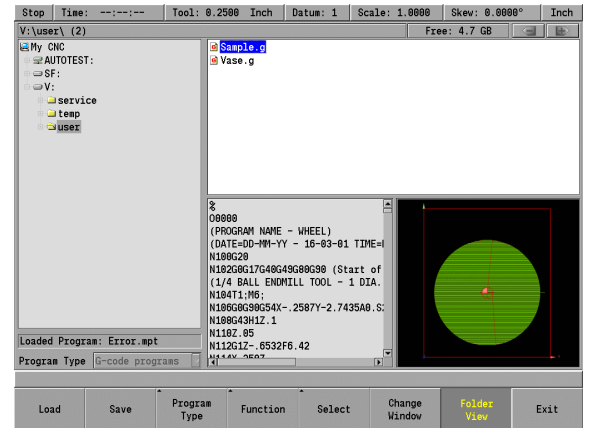 Stop Time: --:--:-- Tool: 0.2500 Inch Datum: 1 Scale: 1.0000 Skew: 0.0000° Inch
V:\user\ (2) Free: 4.7 GB
My CNC
AUTOTEST:
SF:
V:
service
temp
user
Sample.g
Vase.g
%
O0000
(PROGRAM NAME - WHEEL)
(DATE=DD-MM-YY - 16-03-01 TIME=
N100G20
N102G0G17G40G49G80G90 (Start of
(1/4 BALL ENDMILL TOOL - 1 DIA.
N104T1;M6;
N106G0G90G54X-.2587Y-2.7435A0.S
N108G43H1Z.1
N110Z.05
N112G1Z-.6532F6.42
N114X-.2587
Loaded Program: Error.mpt
Program Type G-code programs
Load Save Program Type Function Select Change Window Folder View Exit